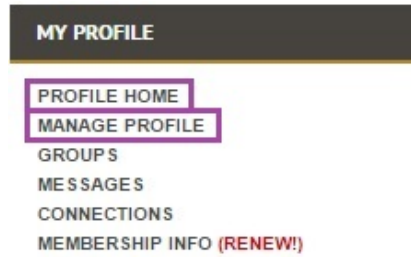 MY PROFILE
PROFILE HOME
MANAGE PROFILE
GROUPS
MESSAGES
CONNECTIONS
MEMBERSHIP INFO (RENEW!)